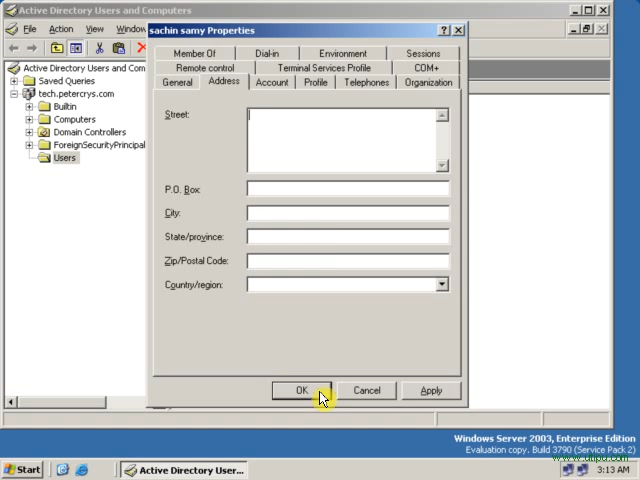 Active Directory Users and Computers
File Action View Window
sachin samy Properties
Member Of Dial-in Environment Sessions
Remote control Terminal Services Profile COM+
General Address Account Profile Telephones Organization
Active Directory Users and Com
Saved Queries
tech.petercrys.com
Builtin
Computers
Domain Controllers
ForeignSecurityPrincipal
Users
Street:
P.O. Box:
City:
State/province:
Zip/Postal Code:
Country/region:
OK Cancel Apply
Windows Server 2003, Enterprise Edition
Evaluation copy. Build 3790 (Service Pack 2)
Start Active Directory User... 3:13 AM